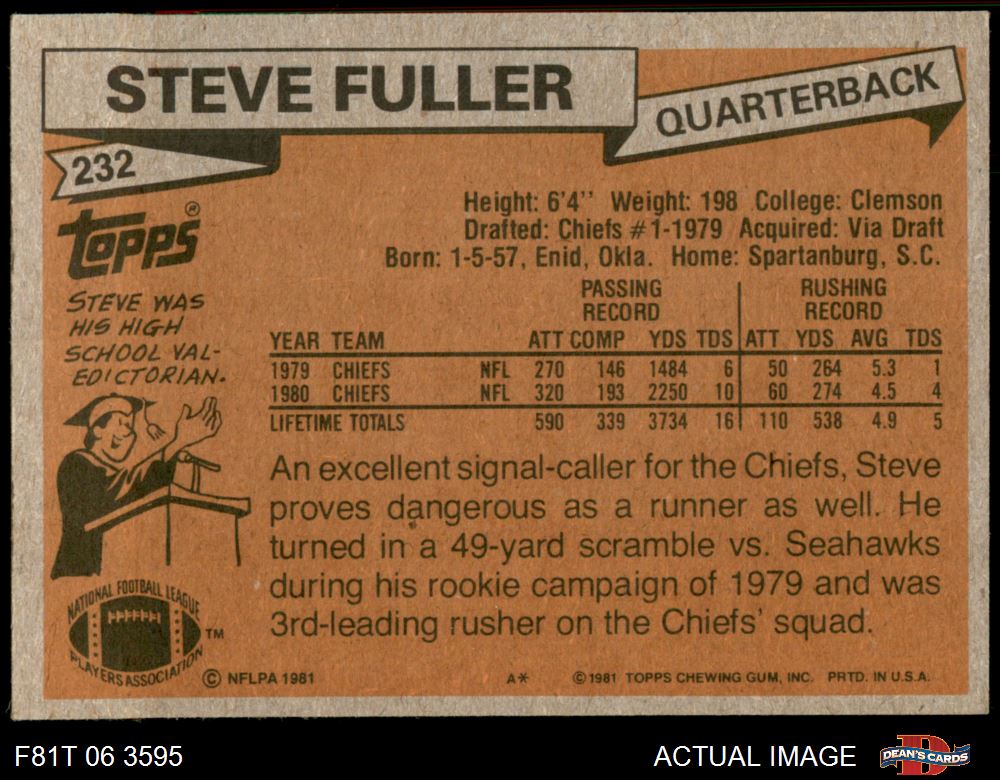 STEVE FULLER
QUARTERBACK
232
topps®
Height: 6'4'' Weight: 198 College: Clemson
Drafted: Chiefs #1-1979 Acquired: Via Draft
Born: 1-5-57, Enid, Okla. Home: Spartanburg, S.C.
STEVE WAS
HIS HIGH
SCHOOL VAL-
EDICTORIAN.
PASSING RUSHING
RECORD RECORD
YEAR TEAM ATT COMP YDS TDS ATT YDS AVG TDS
1979 CHIEFS NFL 270 146 1484 6 50 264 5.3 1
1980 CHIEFS NFL 320 193 2250 10 60 274 4.5 4
LIFETIME TOTALS 590 339 3734 16 110 538 4.9 5
An excellent signal-caller for the Chiefs, Steve
proves dangerous as a runner as well. He
turned in a 49-yard scramble vs. Seahawks
during his rookie campaign of 1979 and was
3rd-leading rusher on the Chiefs' squad.
NATIONAL FOOTBALL LEAGUE
PLAYERS ASSOCIATION
TM
© NFLPA 1981 A* © 1981 TOPPS CHEWING GUM, INC. PRTD. IN U.S.A.
F81T 06 3595 ACTUAL IMAGE
DEAN'S CARDS